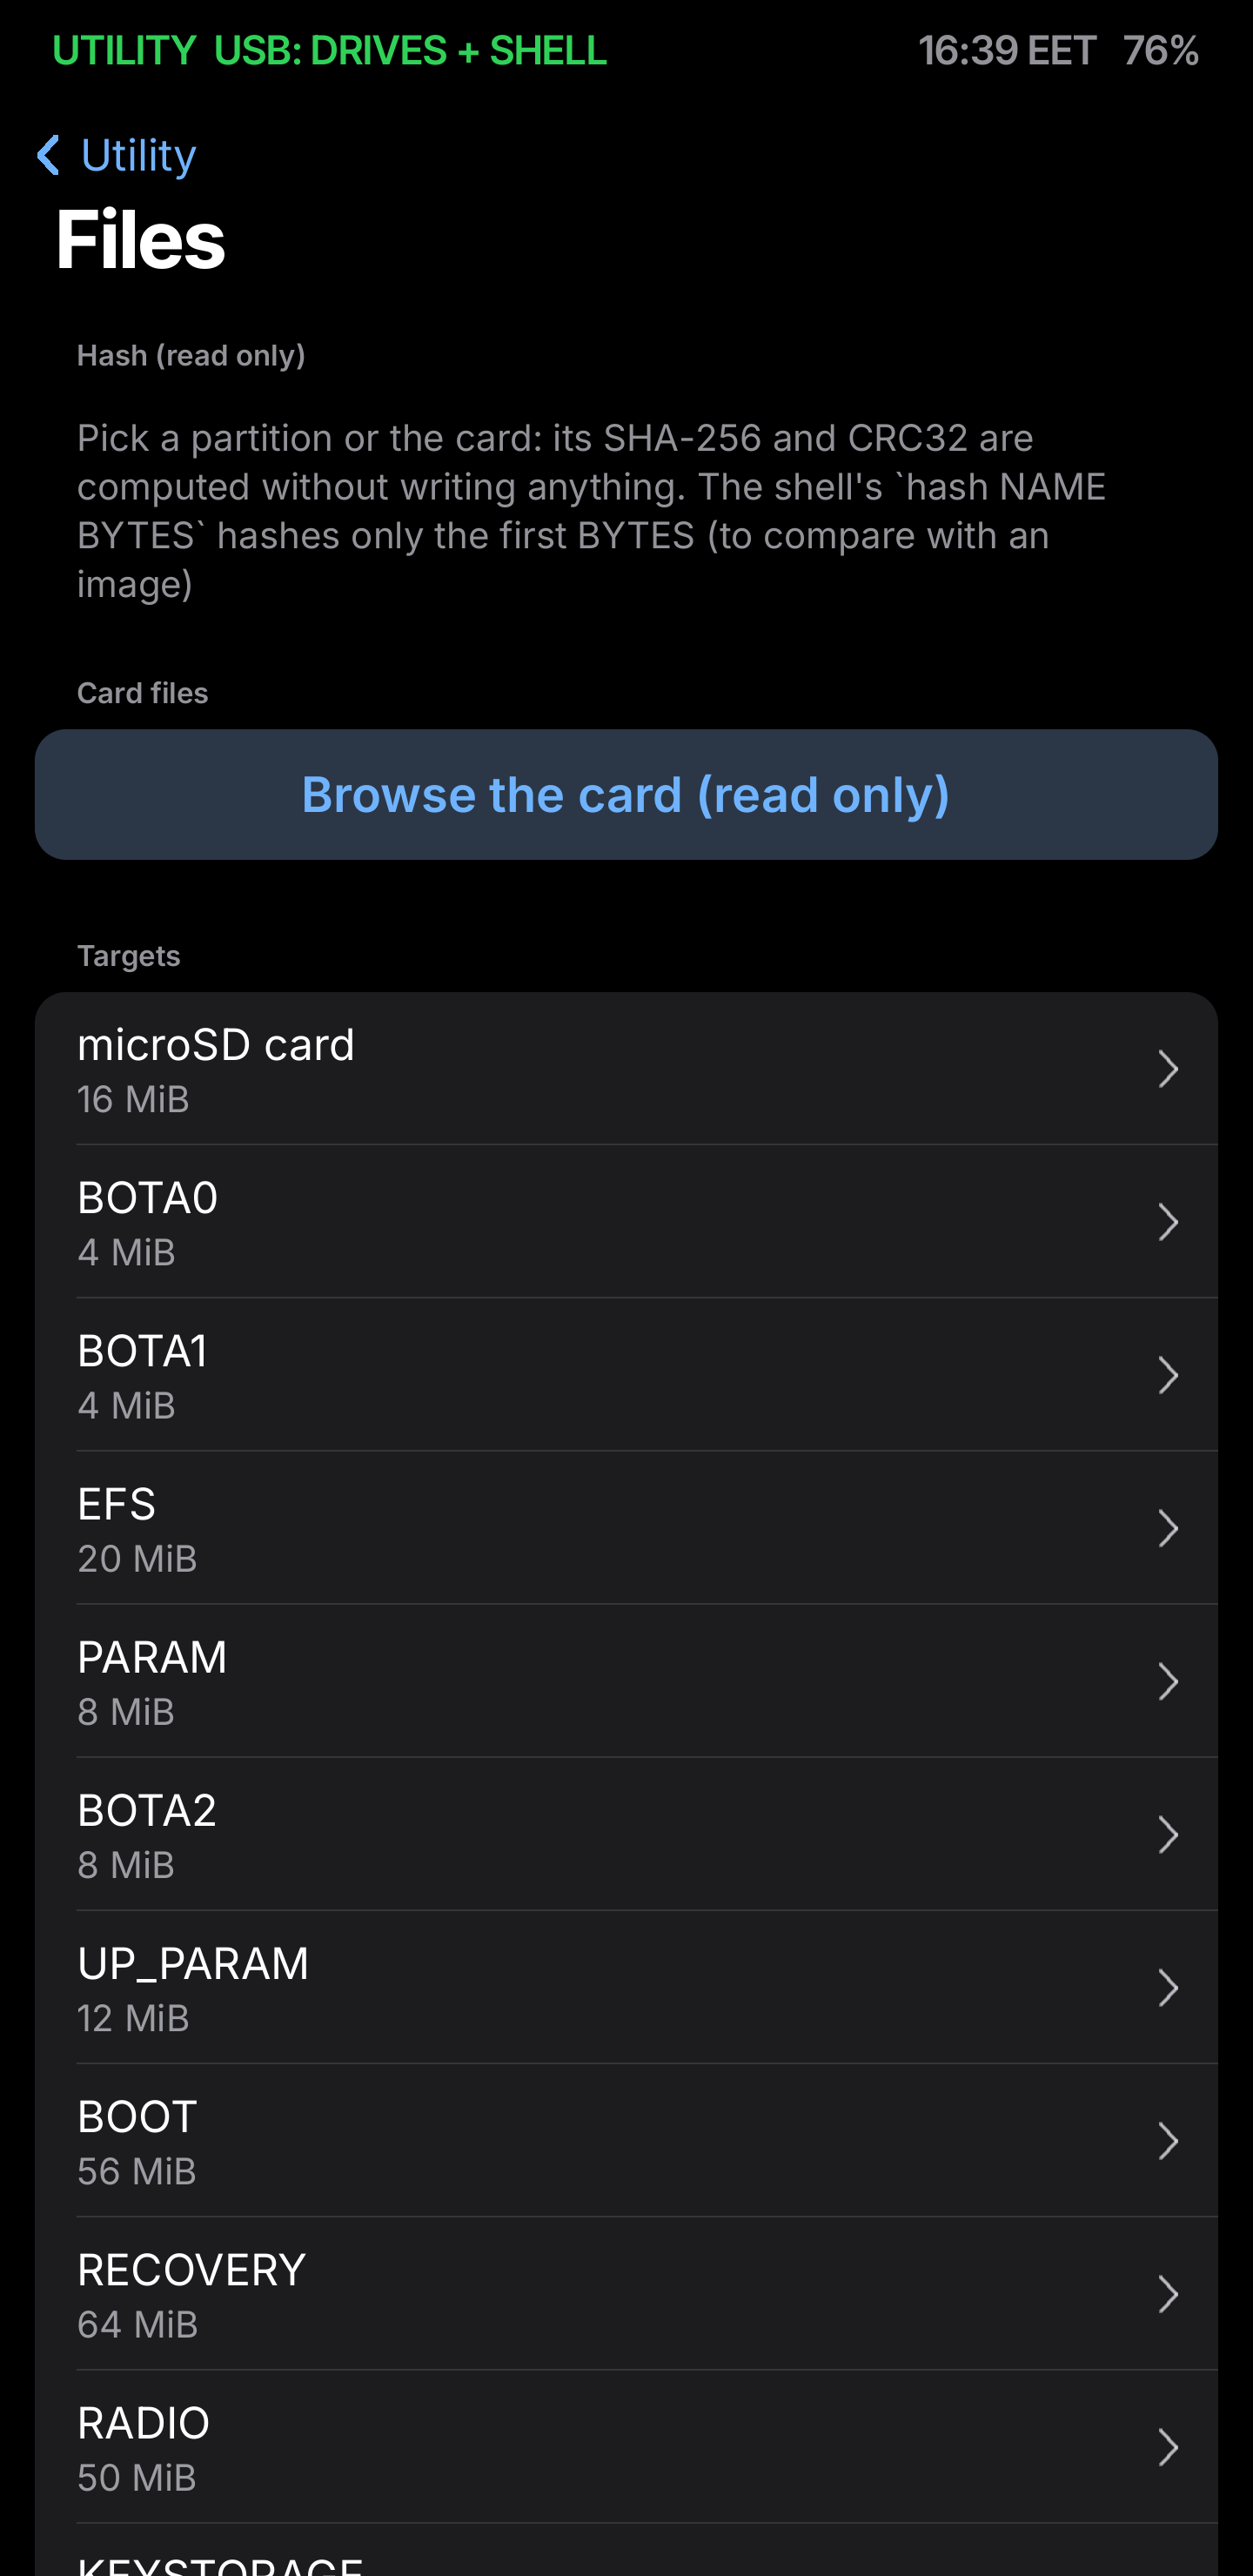 UTILITY USB: DRIVES + SHELL 16:39 EET 76%
Utility
Files
Hash (read only)
Pick a partition or the card: its SHA-256 and CRC32 are
computed without writing anything. The shell's `hash NAME
BYTES` hashes only the first BYTES (to compare with an
image)
Card files
Browse the card (read only)
Targets
microSD card
16 MiB
BOTA0
4 MiB
BOTA1
4 MiB
EFS
20 MiB
PARAM
8 MiB
BOTA2
8 MiB
UP_PARAM
12 MiB
BOOT
56 MiB
RECOVERY
64 MiB
RADIO
50 MiB
KEYSTORAGE